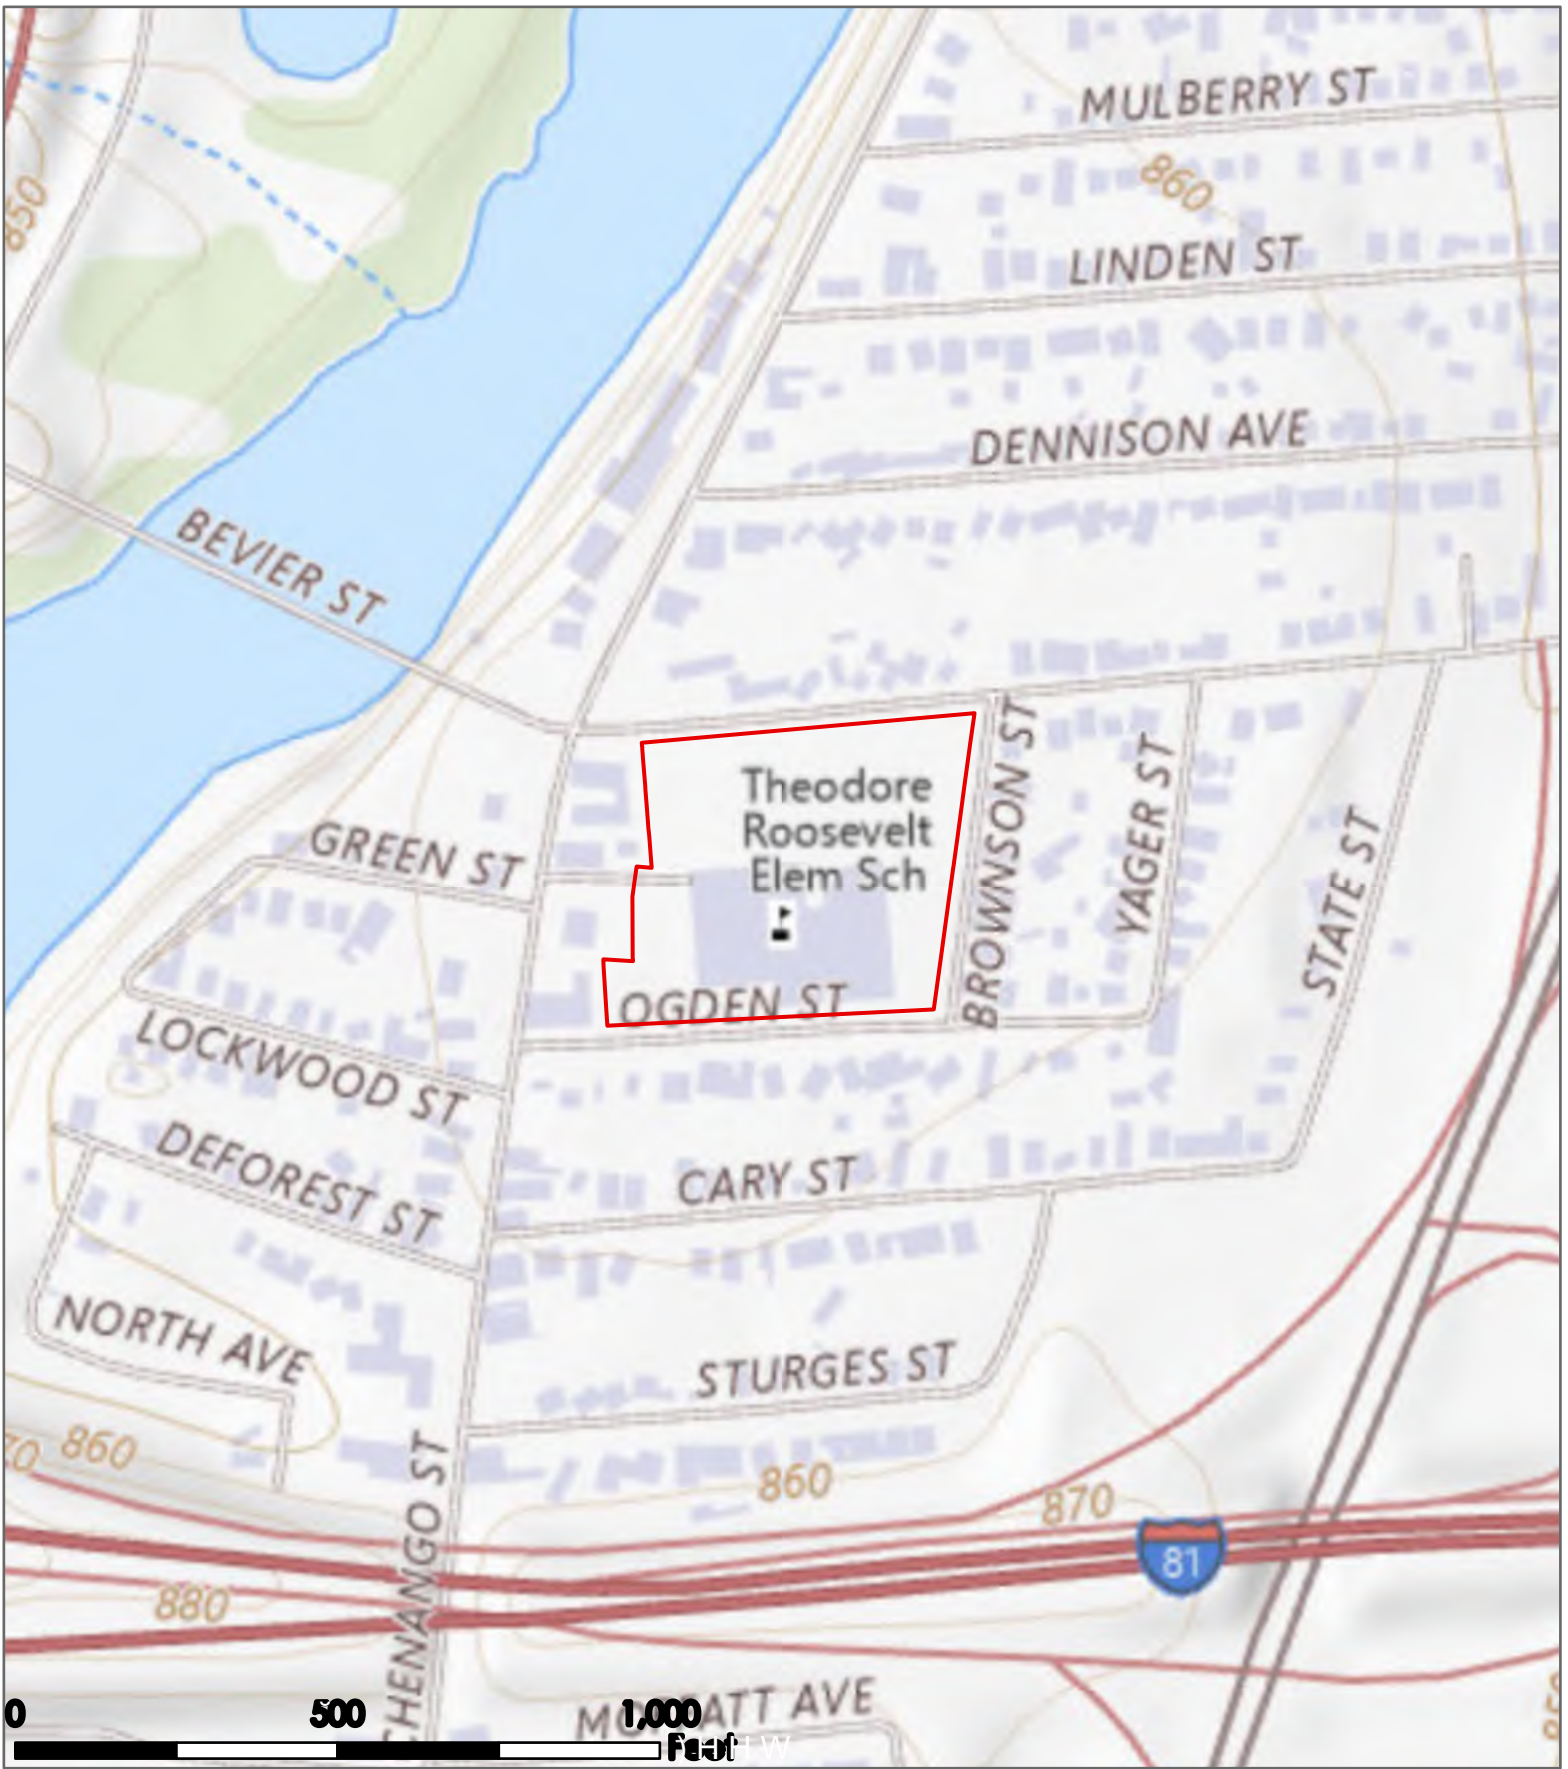 MULBERRY ST
860
850
LINDEN ST
DENNISON AVE
BEVIER ST
Theodore
Roosevelt
Elem Sch
BROWNSON ST
YAGER ST
STATE ST
GREEN ST
OGDEN ST
LOCKWOOD ST
DEFOREST ST
CARY ST
NORTH AVE
STURGES ST
70
860
860
870
81
880
CHENANGO ST
0 500 1,000
Feet